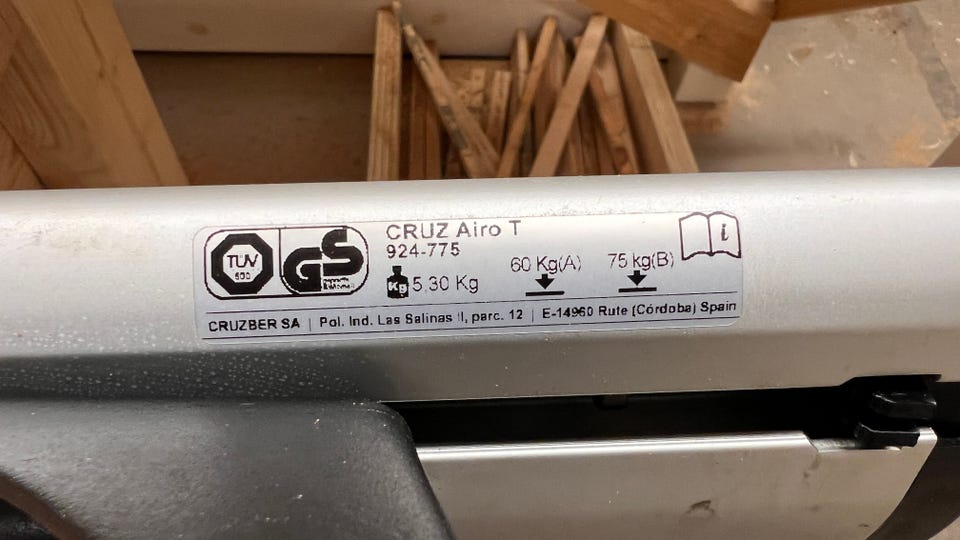 CRUZ Airo T
924-775
TUV
GS
Kg 5,30 Kg
60 Kg(A)
75 kg(B)
i
CRUZBER SA | Pol. Ind. Las Salinas II, parc. 12 | E-14960 Rute (Córdoba) Spain